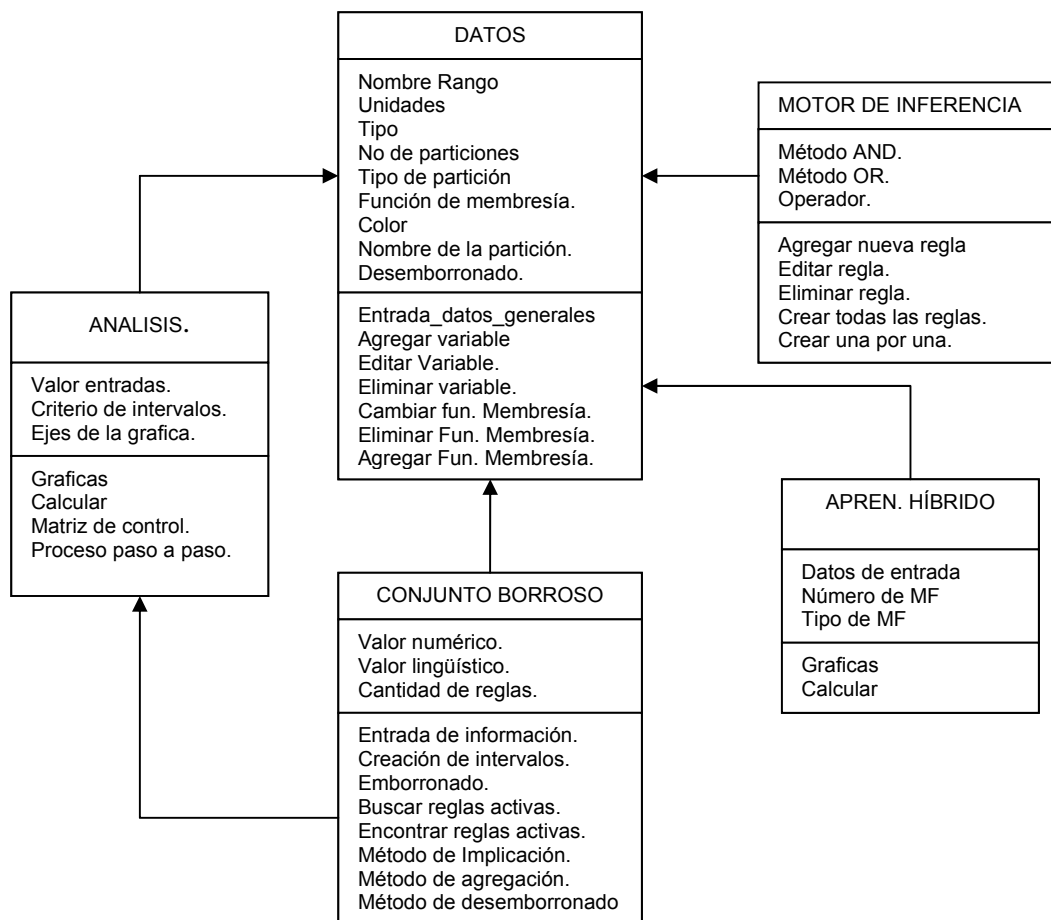 DATOS
Nombre Rango
Unidades
Tipo
No de particiones
Tipo de partición
Función de membresía.
Color
Nombre de la partición.
Desemborronado.
Entrada_datos_generales
Agregar variable
Editar Variable.
Eliminar variable.
Cambiar fun. Membresía.
Eliminar Fun. Membresía.
Agregar Fun. Membresía.
MOTOR DE INFERENCIA
Método AND.
Método OR.
Operador.
Agregar nueva regla
Editar regla.
Eliminar regla.
Crear todas las reglas.
Crear una por una.
ANALISIS.
Valor entradas.
Criterio de intervalos.
Ejes de la grafica.
Graficas
Calcular
Matriz de control.
Proceso paso a paso.
APREN. HÍBRIDO
Datos de entrada
Número de MF
Tipo de MF
Graficas
Calcular
CONJUNTO BORROSO
Valor numérico.
Valor lingüístico.
Cantidad de reglas.
Entrada de información.
Creación de intervalos.
Emborronado.
Buscar reglas activas.
Encontrar reglas activas.
Método de Implicación.
Método de agregación.
Método de desemborronado